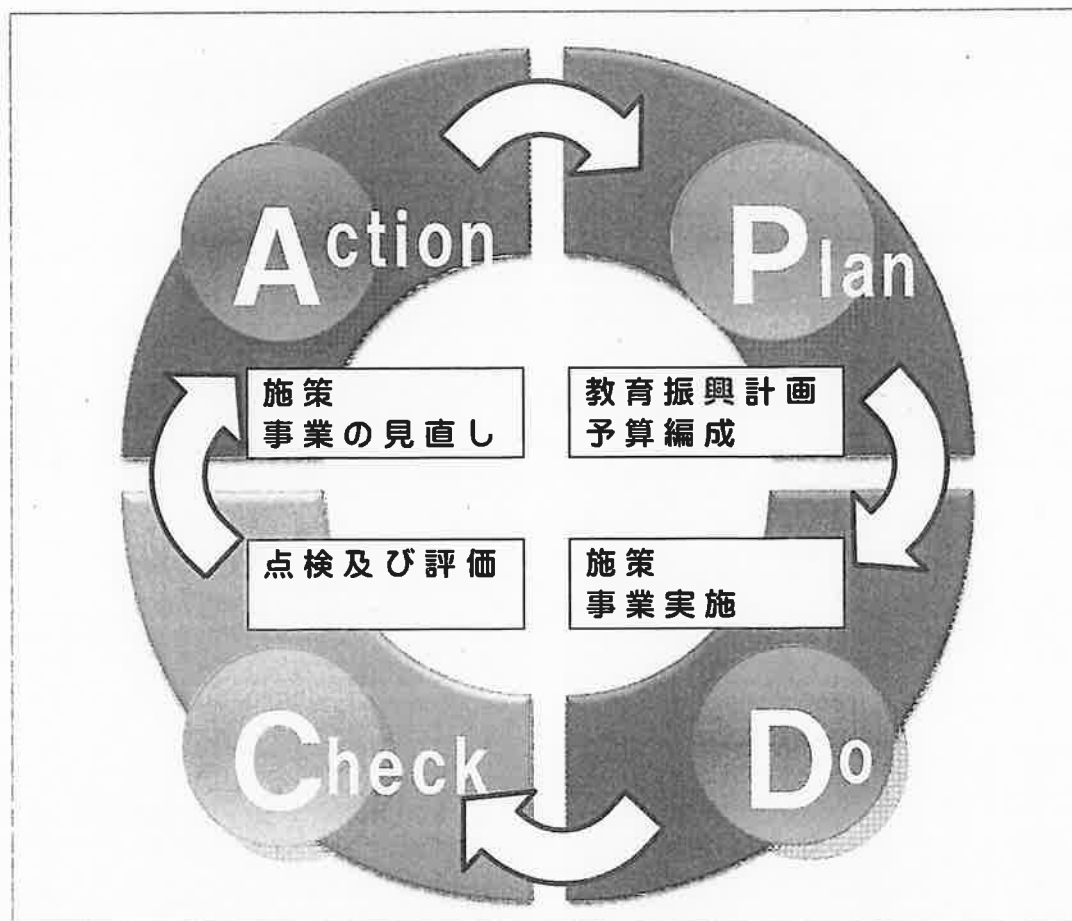 Action
Plan
施策
事業の見直し
教育振興計画
予算編成
点検及び評価
施策
事業実施
Check
Do